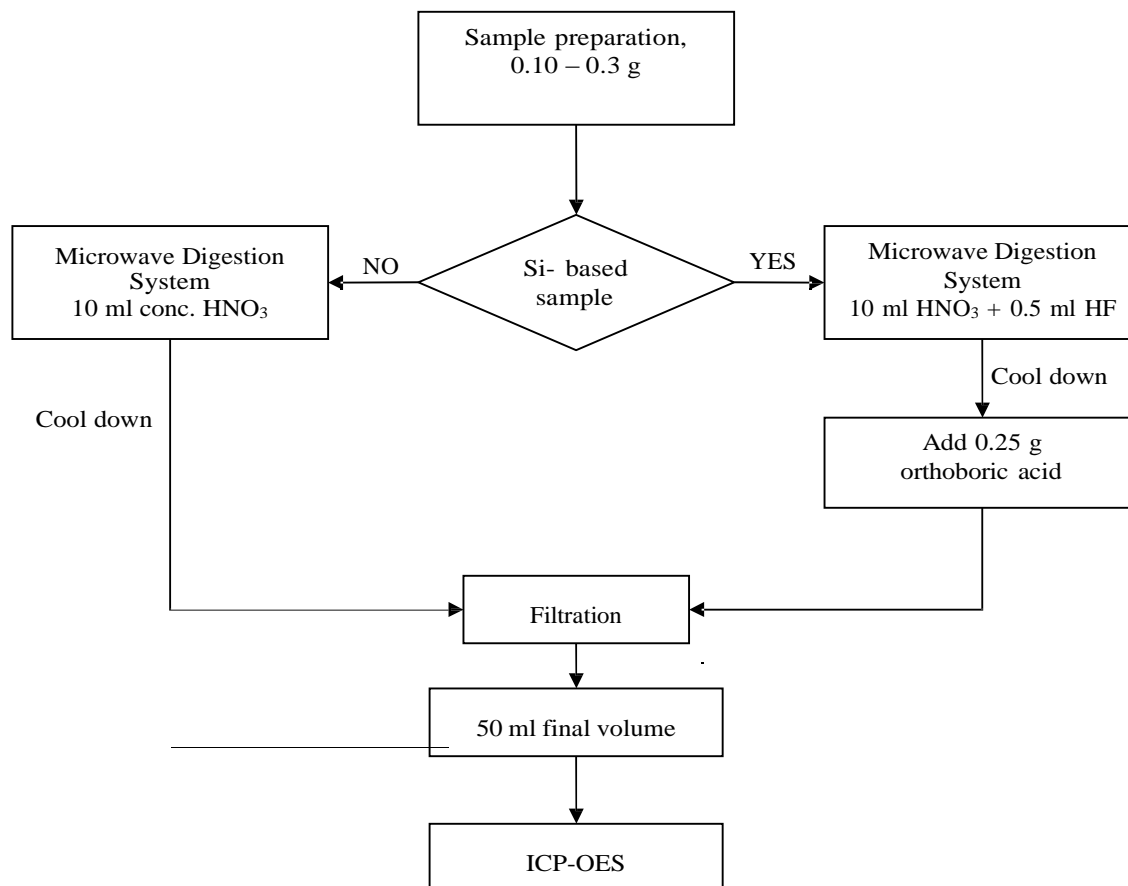 Sample preparation,
0.10 – 0.3 g
Microwave Digestion
System
10 ml conc. HNO₃
NO
Si- based
sample
YES
Microwave Digestion
System
10 ml HNO₃ + 0.5 ml HF
Cool down
Cool down
Add 0.25 g
orthoboric acid
Filtration
50 ml final volume
ICP-OES